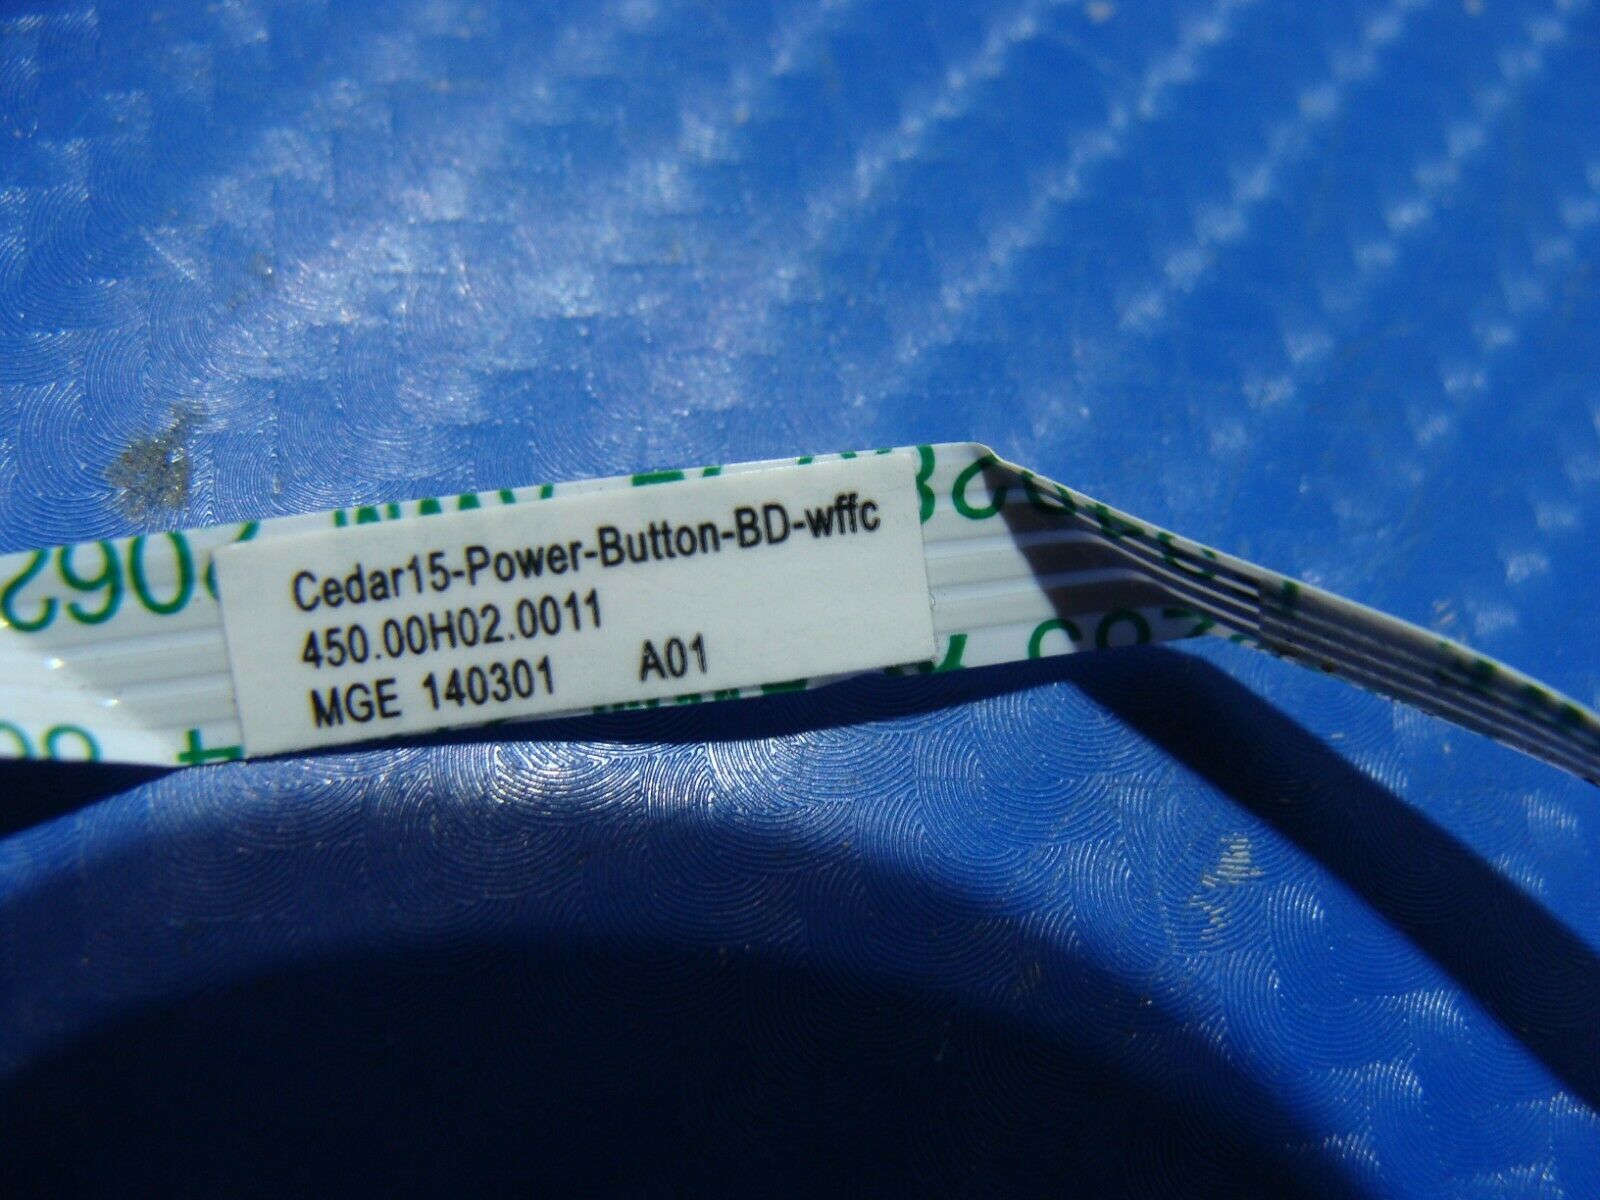 Cedar15-Power-Button-BD-wffc
450.00H02.0011
MGE 140301 A01